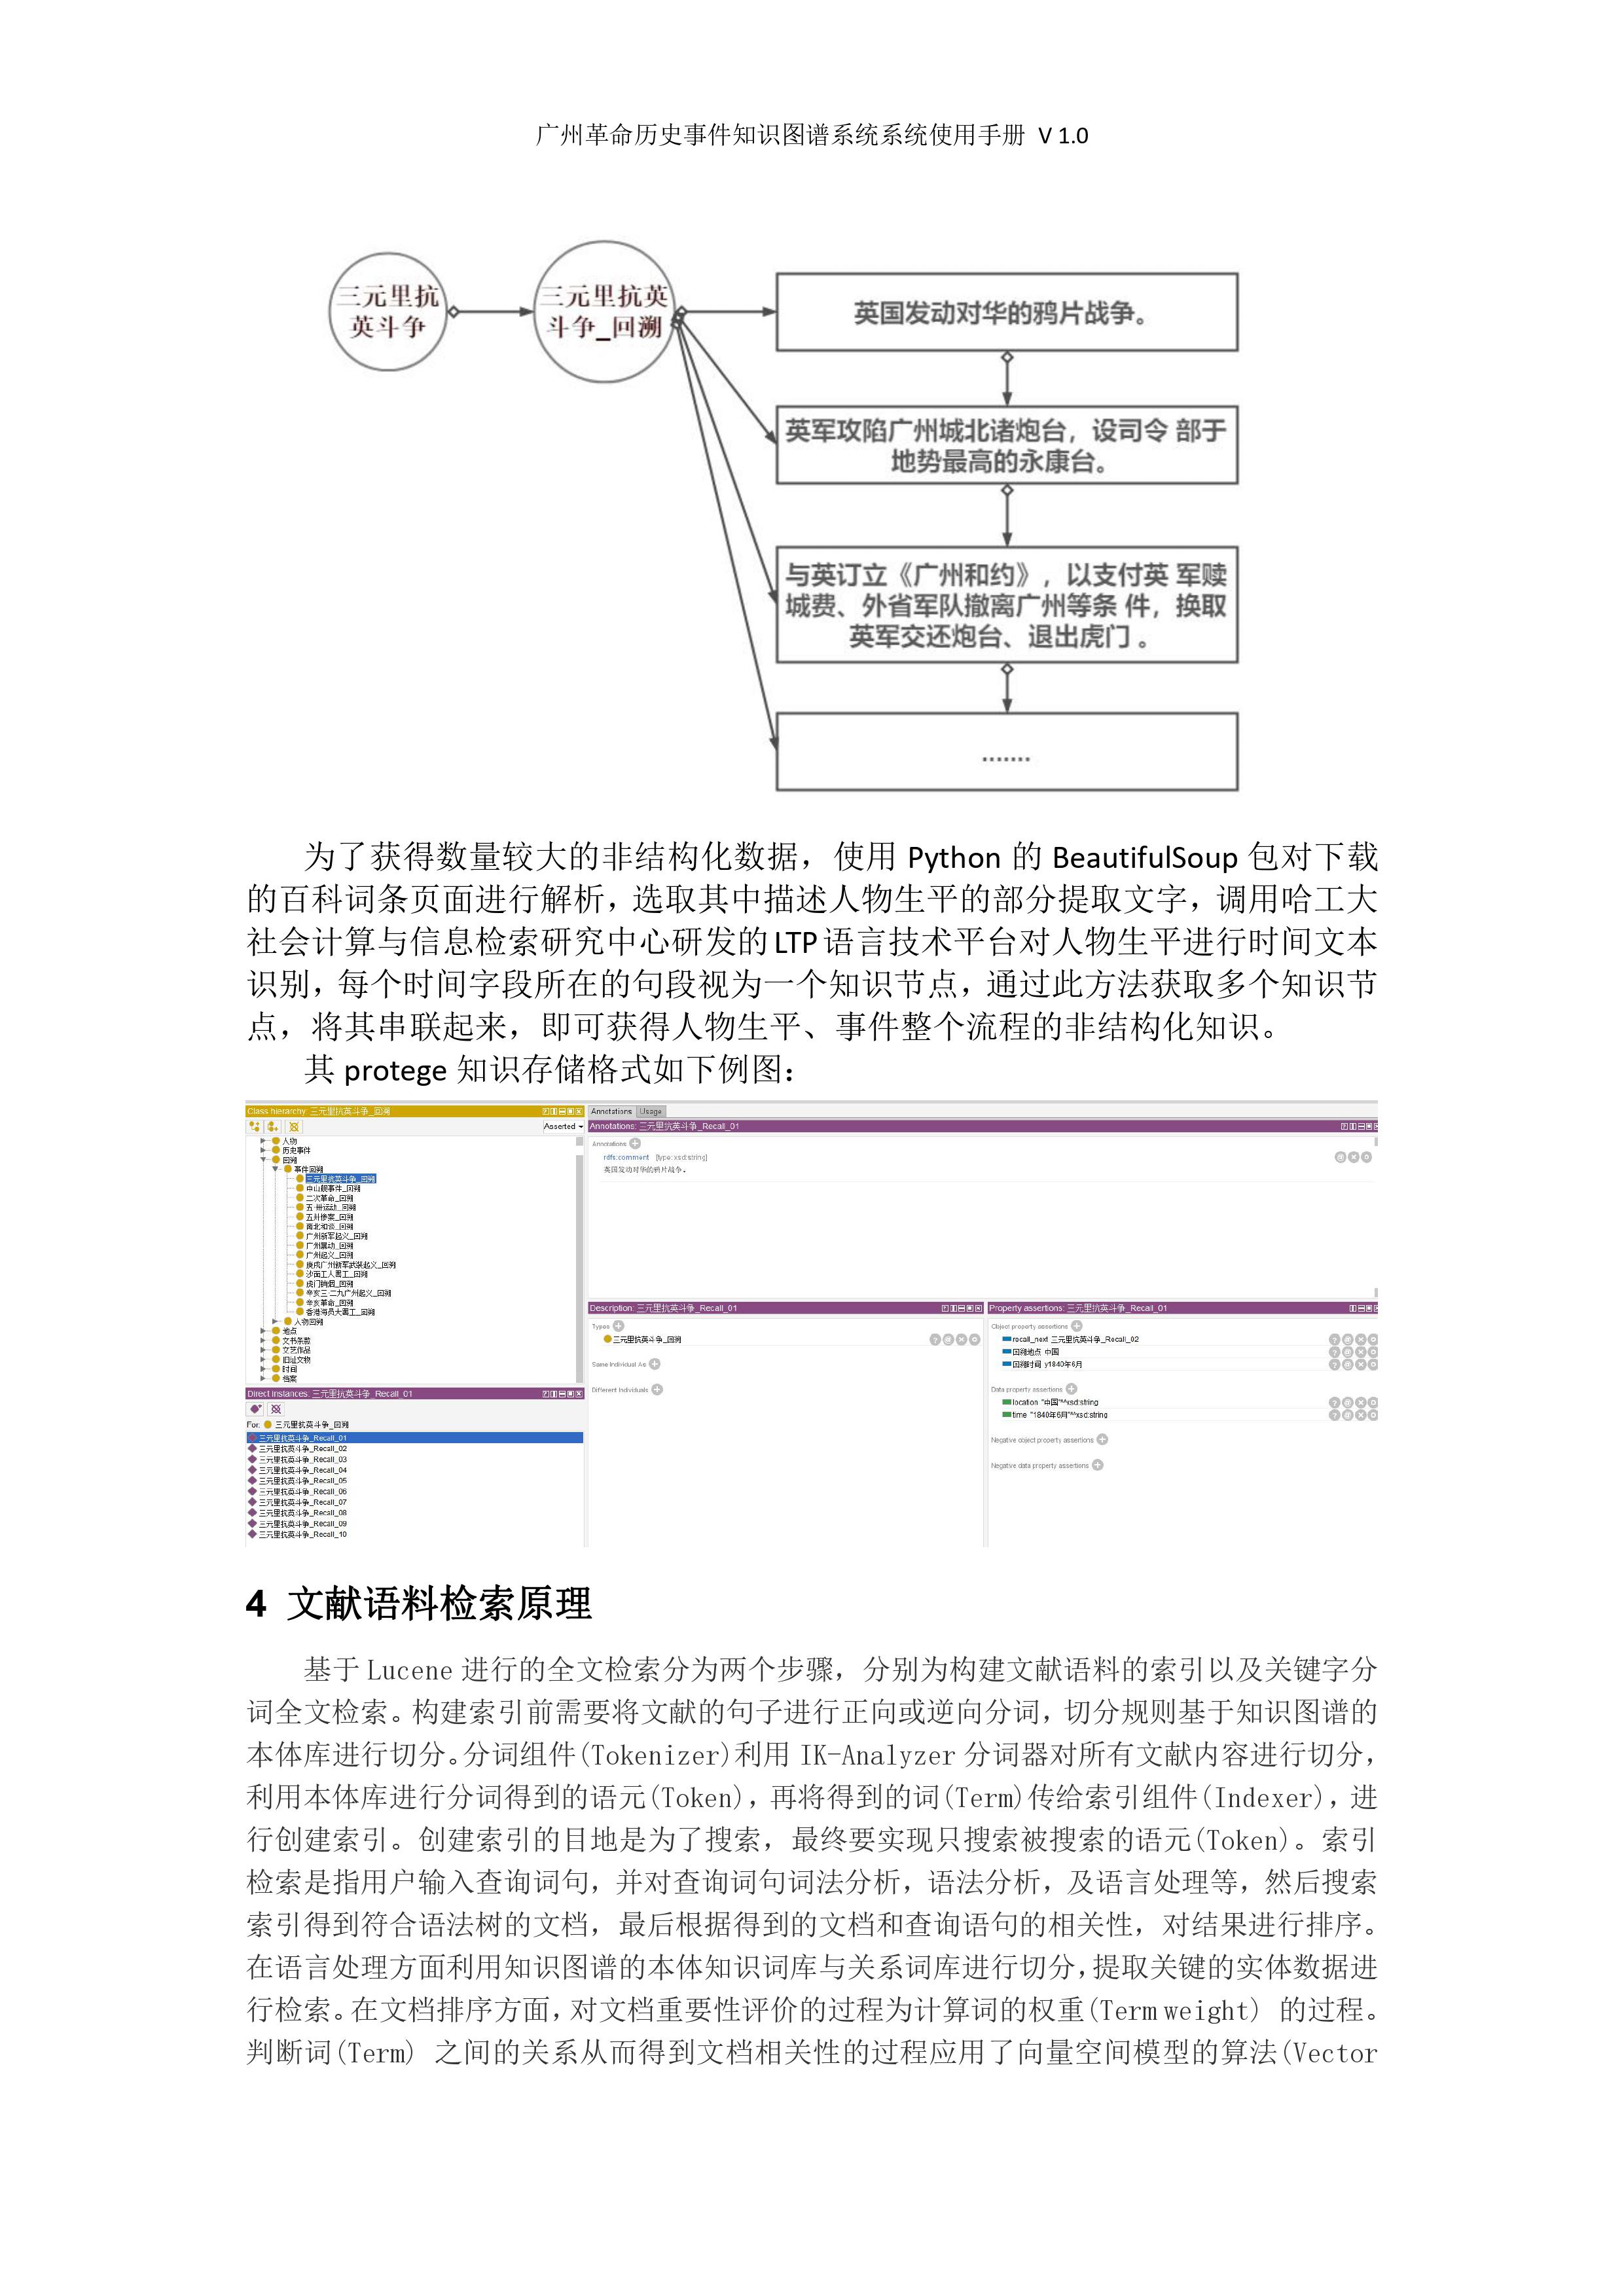 广州革命历史事件知识图谱系统系统使用手册 V 1.0
三元里抗
英斗争
三元里抗英
斗争_回溯
英国发动对华的鸦片战争。
英军攻陷广州城北诸炮台，设司令 部于
地势最高的永康台。
与英订立《广州和约》，以支付英 军赎
城费、外省军队撤离广州等条 件，换取
英军交还炮台、退出虎门 。
.......
为了获得数量较大的非结构化数据，使用 Python 的 BeautifulSoup 包对下载
的百科词条页面进行解析，选取其中描述人物生平的部分提取文字，调用哈工大
社会计算与信息检索研究中心研发的 LTP 语言技术平台对人物生平进行时间文本
识别，每个时间字段所在的句段视为一个知识节点，通过此方法获取多个知识节
点，将其串联起来，即可获得人物生平、事件整个流程的非结构化知识。
其 protege 知识存储格式如下例图：
Class hierarchy: 三元里抗英斗争_回溯
Asserted
人物
历史事件
回溯
事件回溯
三元里抗英斗争_回溯
中山舰事件_回溯
二次革命_回溯
五·卅运动_回溯
五卅惨案_回溯
南北和谈_回溯
广州新军起义_回溯
广州起义_回溯
庚戌广州新军武装起义_回溯
沙面工人罢工_回溯
虎门销烟_回溯
辛亥三·二九广州起义_回溯
辛亥革命_回溯
香港海员大罢工_回溯
人物回溯
地点
文书条款
文艺作品
旧址文物
时间
档案
Direct instances: 三元里抗英斗争_Recall_01
For: 三元里抗英斗争_回溯
三元里抗英斗争_Recall_01
三元里抗英斗争_Recall_02
三元里抗英斗争_Recall_03
三元里抗英斗争_Recall_04
三元里抗英斗争_Recall_05
三元里抗英斗争_Recall_06
三元里抗英斗争_Recall_07
三元里抗英斗争_Recall_08
三元里抗英斗争_Recall_09
三元里抗英斗争_Recall_10
Annotations Usage
Annotations: 三元里抗英斗争_Recall_01
Annotations
rdfs:comment [type: xsd:string]
英国发动对华的鸦片战争。
Description: 三元里抗英斗争_Recall_01
Types
三元里抗英斗争_回溯
Same Individual As
Different Individuals
Property assertions: 三元里抗英斗争_Recall_01
Object property assertions
recall_next 三元里抗英斗争_Recall_02
回溯地点 中国
回溯时间 y1840年6月
Data property assertions
location "中国"^^xsd:string
time "1840年6月"^^xsd:string
Negative object property assertions
Negative data property assertions
4 文献语料检索原理
基于 Lucene 进行的全文检索分为两个步骤，分别为构建文献语料的索引以及关键字分
词全文检索。构建索引前需要将文献的句子进行正向或逆向分词，切分规则基于知识图谱的
本体库进行切分。分词组件(Tokenizer)利用 IK-Analyzer 分词器对所有文献内容进行切分，
利用本体库进行分词得到的语元(Token)，再将得到的词(Term)传给索引组件(Indexer)，进
行创建索引。创建索引的目地是为了搜索，最终要实现只搜索被搜索的语元(Token)。索引
检索是指用户输入查询词句，并对查询词句词法分析，语法分析，及语言处理等，然后搜索
索引得到符合语法树的文档，最后根据得到的文档和查询语句的相关性，对结果进行排序。
在语言处理方面利用知识图谱的本体知识词库与关系词库进行切分，提取关键的实体数据进
行检索。在文档排序方面，对文档重要性评价的过程为计算词的权重(Term weight) 的过程。
判断词(Term) 之间的关系从而得到文档相关性的过程应用了向量空间模型的算法(Vector